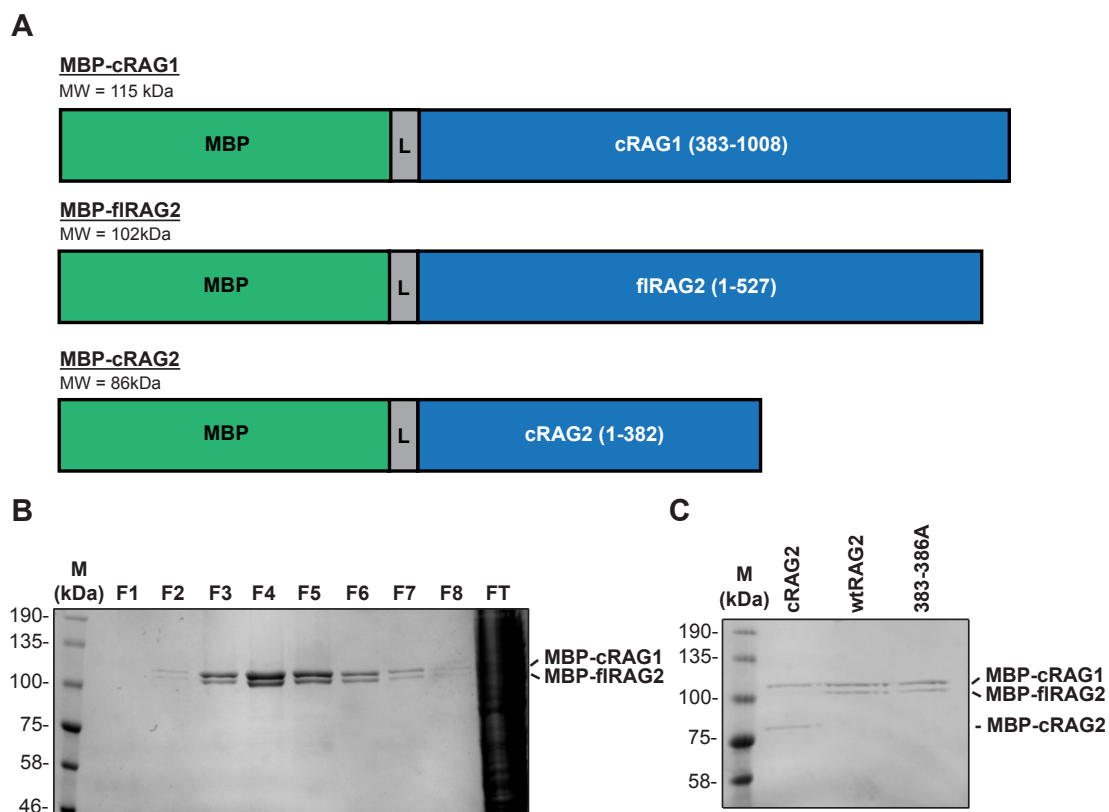 A
MBP-cRAG1
MW = 115 kDa
MBP L cRAG1 (383-1008)
MBP-flRAG2
MW = 102kDa
MBP L flRAG2 (1-527)
MBP-cRAG2
MW = 86kDa
MBP L cRAG2 (1-382)
B
M
(kDa) F1 F2 F3 F4 F5 F6 F7 F8 FT
190-
135-
100-
75-
58-
46-
MBP-cRAG1
MBP-flRAG2
C
M
(kDa) cRAG2 wtRAG2 383-386A
190-
135-
100-
75-
58-
MBP-cRAG1
MBP-flRAG2
- MBP-cRAG2